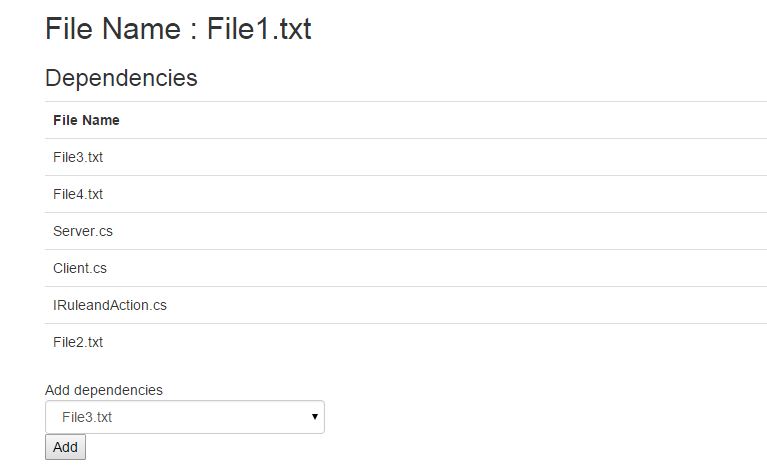 File Name : File1.txt
Dependencies
File Name
File3.txt
File4.txt
Server.cs
Client.cs
IRuleandAction.cs
File2.txt
Add dependencies
File3.txt
Add